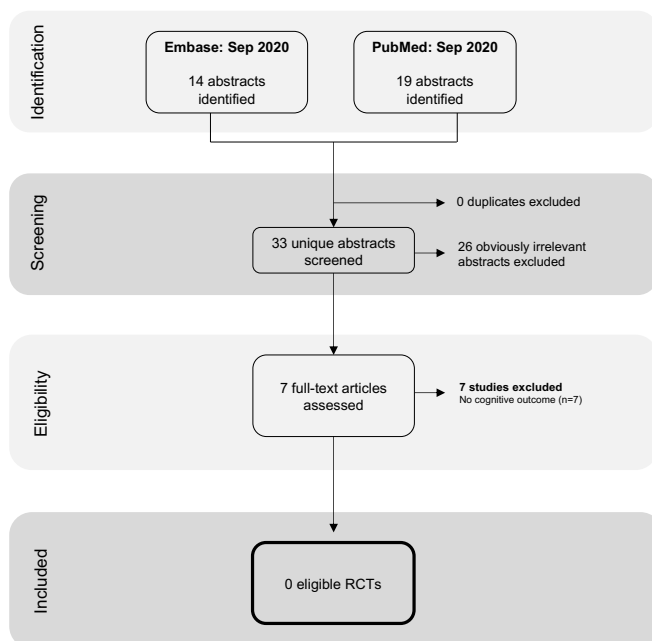 Identification
Embase: Sep 2020
14 abstracts
identified
PubMed: Sep 2020
19 abstracts
identified
Screening
0 duplicates excluded
33 unique abstracts
screened
26 obviously irrelevant
abstracts excluded
Eligibility
7 full-text articles
assessed
7 studies excluded
No cognitive outcome (n=7)
Included
0 eligible RCTs